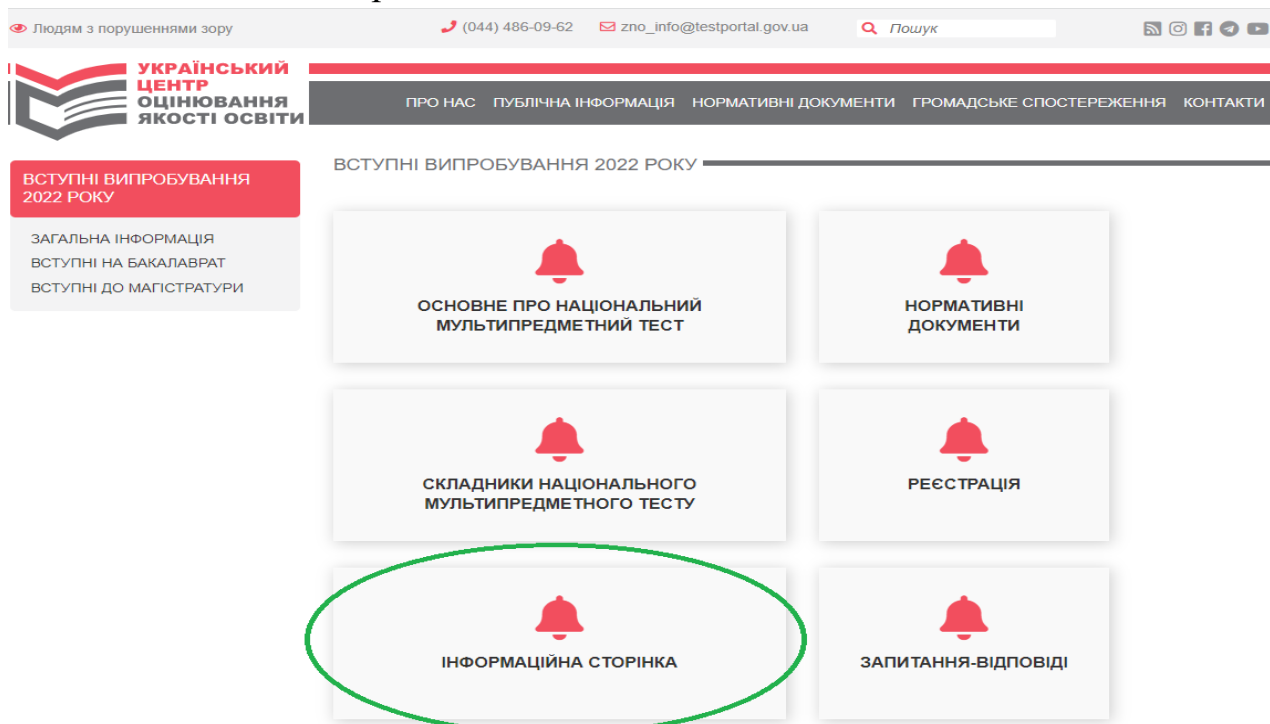 Людям з порушеннями зору
(044) 486-09-62
zno_info@testportal.gov.ua
Пошук
УКРАЇНСЬКИЙ
ЦЕНТР
ОЦІНЮВАННЯ
ЯКОСТІ ОСВІТИ
ПРО НАС ПУБЛІЧНА ІНФОРМАЦІЯ НОРМАТИВНІ ДОКУМЕНТИ ГРОМАДСЬКЕ СПОСТЕРЕЖЕННЯ КОНТАКТИ
ВСТУПНІ ВИПРОБУВАННЯ
2022 РОКУ
ЗАГАЛЬНА ІНФОРМАЦІЯ
ВСТУПНІ НА БАКАЛАВРАТ
ВСТУПНІ ДО МАГІСТРАТУРИ
ВСТУПНІ ВИПРОБУВАННЯ 2022 РОКУ
ОСНОВНЕ ПРО НАЦІОНАЛЬНИЙ
МУЛЬТИПРЕДМЕТНИЙ ТЕСТ
НОРМАТИВНІ
ДОКУМЕНТИ
СКЛАДНИКИ НАЦІОНАЛЬНОГО
МУЛЬТИПРЕДМЕТНОГО ТЕСТУ
РЕЄСТРАЦІЯ
ІНФОРМАЦІЙНА СТОРІНКА
ЗАПИТАННЯ-ВІДПОВІДІ